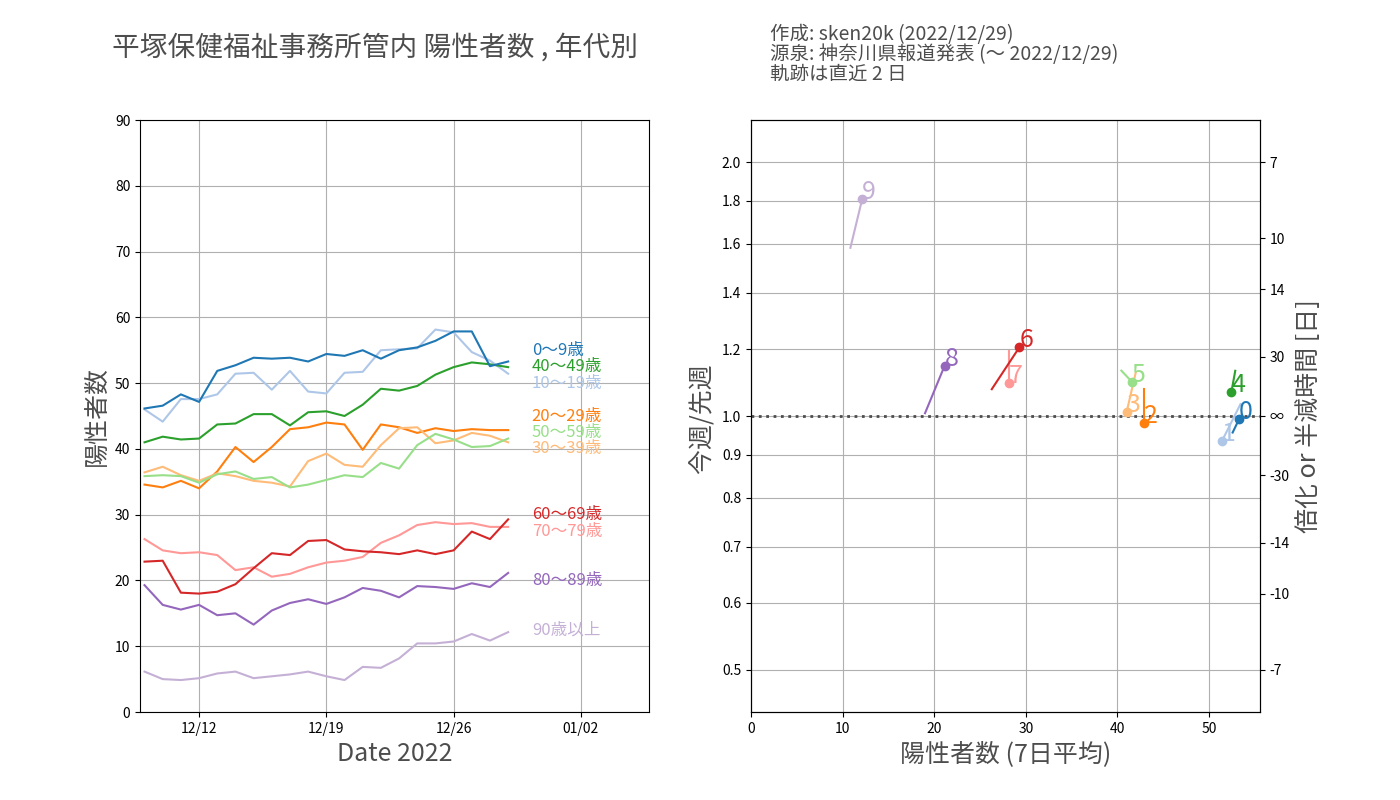 平塚保健福祉事務所管内 陽性者数 , 年代別
作成: sken20k (2022/12/29)
源泉: 神奈川県報道発表 (～ 2022/12/29)
軌跡は直近 2 日
陽性者数
90
80
70
60
50
40
30
20
10
0
0～9歳
40～49歳
10～19歳
20～29歳
50～59歳
30～39歳
60～69歳
70～79歳
80～89歳
90歳以上
12/12
12/19
12/26
01/02
Date 2022
今週/先週
2.0
1.8
1.6
1.4
1.2
1.0
0.9
0.8
0.7
0.6
0.5
9
8
6
7
5
3
2
4
0
1
7
10
14
30
∞
-30
-14
-10
-7
倍化 or 半減時間 [日]
0
10
20
30
40
50
陽性者数 (7日平均)